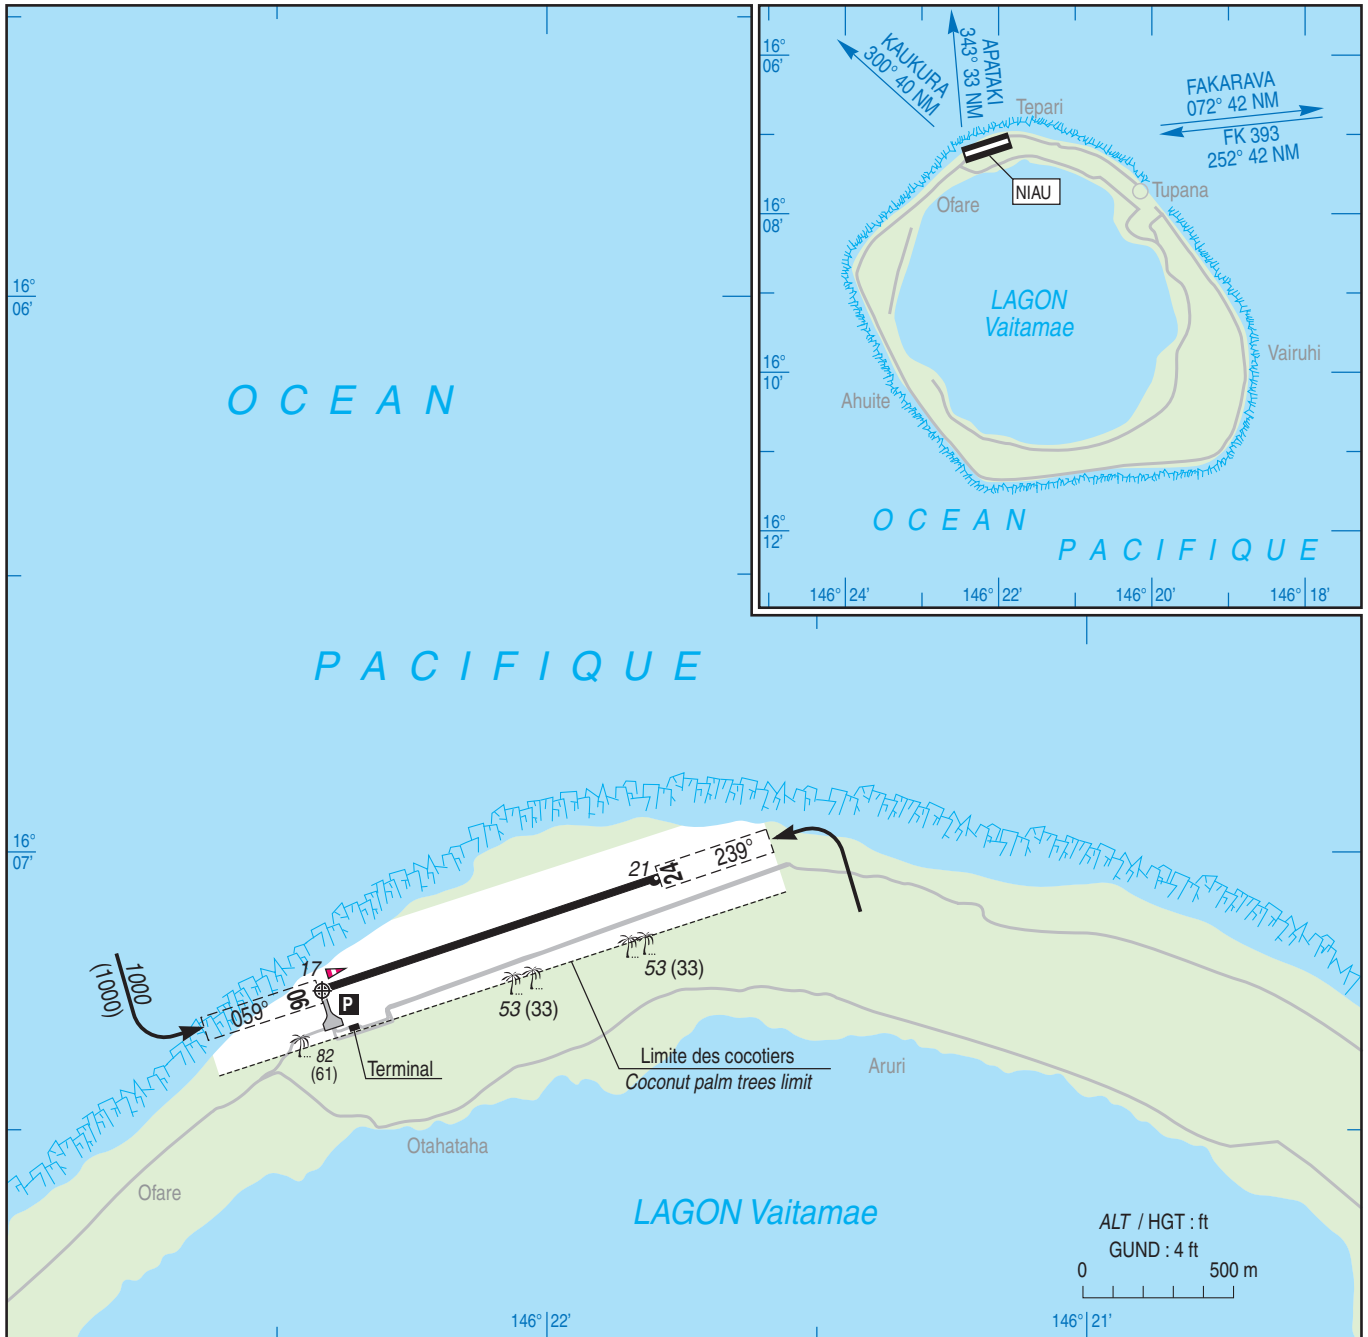 16°
06'
O C E A N
P A C I F I Q U E
16°
07'
KAUKURA
300° 40 NM
APATAKI
343° 33 NM
FAKARAVA
072° 42 NM
FK 393
252° 42 NM
Tepari
NIAU
Ofare
Tupana
LAGON
Vaitamae
Vairuhi
Ahuite
O C E A N
P A C I F I Q U E
16°
06'
16°
08'
16°
10'
16°
12'
146° 24'
146° 22'
146° 20'
146° 18'
1000
(1000)
059°
06
17
P
21
24
239°
53 (33)
53 (33)
82
(61)
Terminal
Limite des cocotiers
Coconut palm trees limit
Aruri
Otahataha
Ofare
LAGON Vaitamae
ALT / HGT : ft
GUND : 4 ft
0 500 m
146° 22'
146° 21'